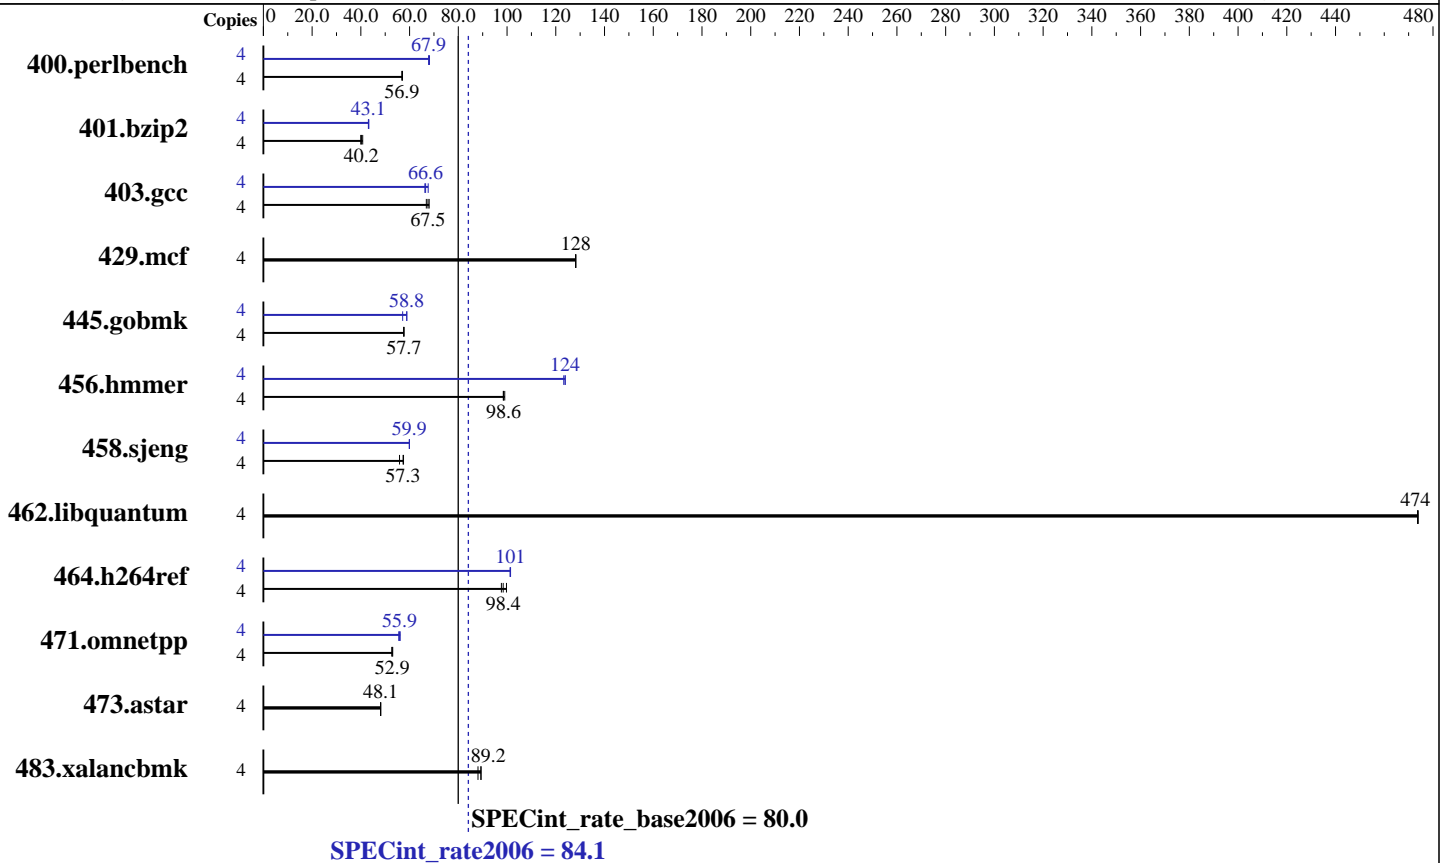 Copies 0 20.0 40.0 60.0 80.0 100 120 140 160 180 200 220 240 260 280 300 320 340 360 380 400 420 440 480
400.perlbench 4 67.9
4 56.9
401.bzip2 4 43.1
4 40.2
403.gcc 4 66.6
4 67.5
429.mcf 4 128
445.gobmk 4 58.8
4 57.7
456.hmmer 4 124
4 98.6
458.sjeng 4 59.9
4 57.3
462.libquantum 4 474
464.h264ref 4 101
4 98.4
471.omnetpp 4 55.9
4 52.9
473.astar 4 48.1
483.xalancbmk 4 89.2
SPECint_rate_base2006 = 80.0
SPECint_rate2006 = 84.1